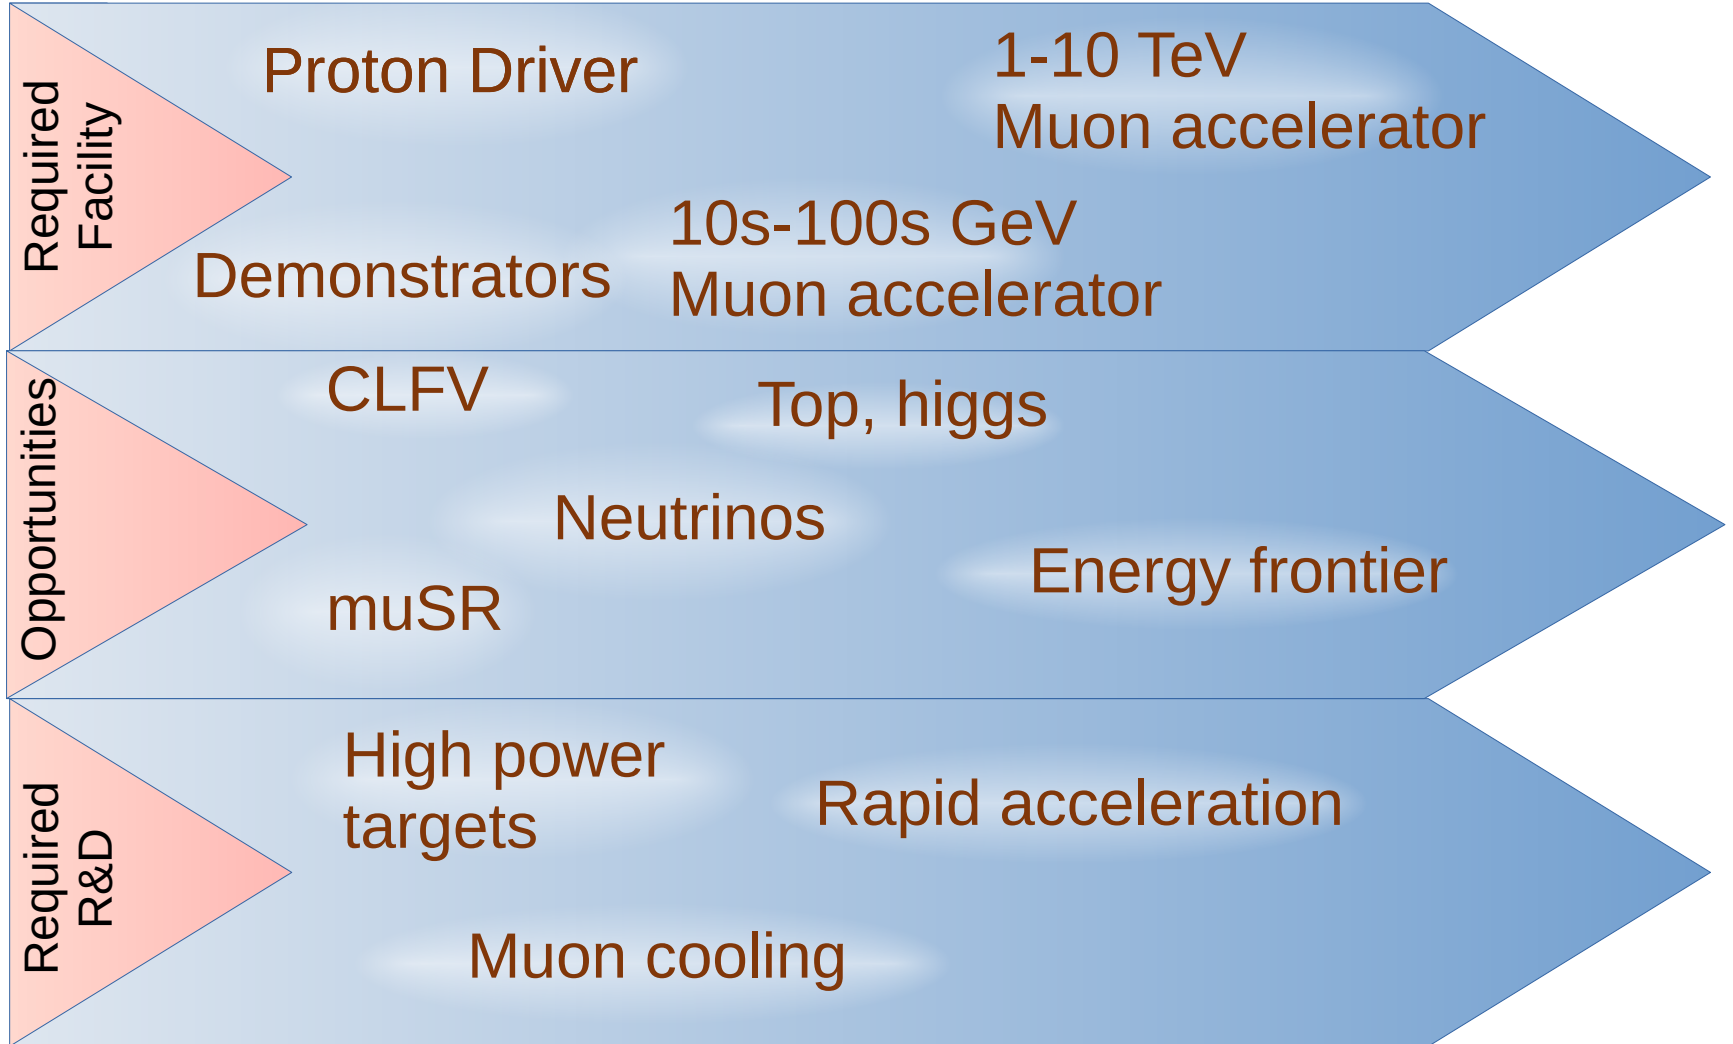 Required
Facility
Proton Driver
1-10 TeV
Muon accelerator
Demonstrators
10s-100s GeV
Muon accelerator
Opportunities
CLFV
Top, higgs
Neutrinos
Energy frontier
muSR
Required
R&D
High power
targets
Rapid acceleration
Muon cooling